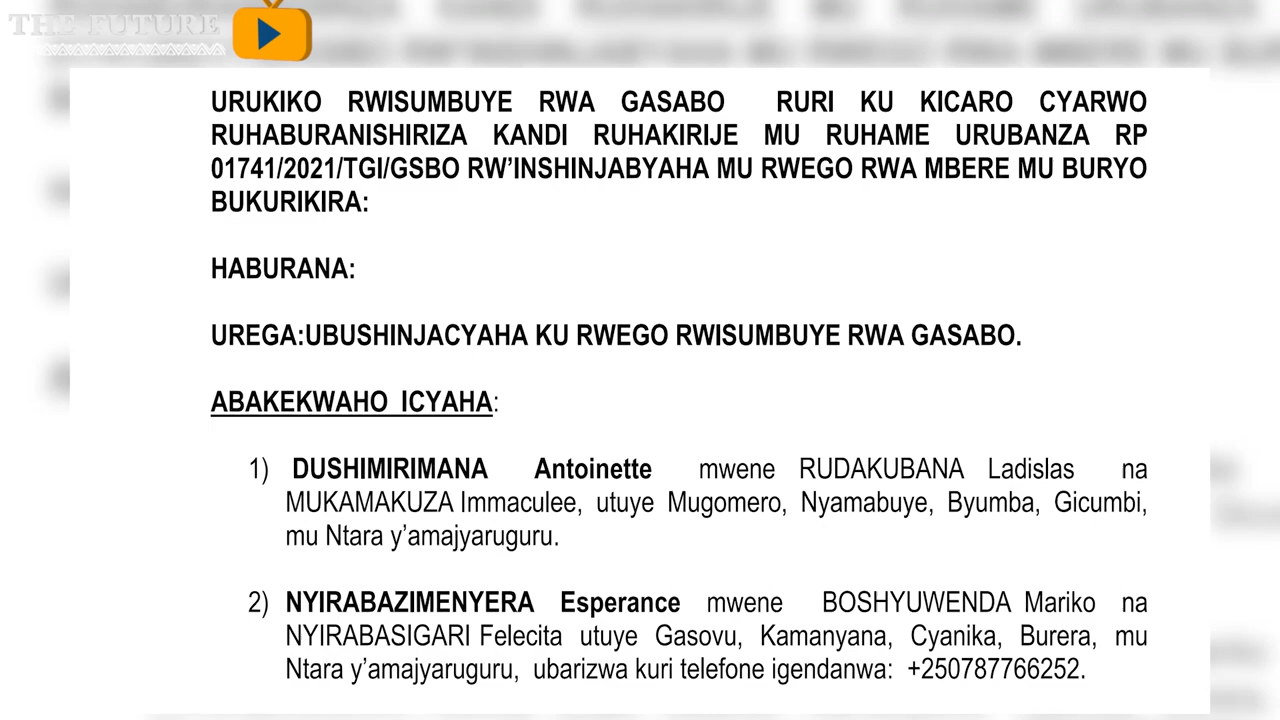 THE FUTURE
URUKIKO RWISUMBUYE RWA GASABO RURI KU KICARO CYARWO
RUHABURANISHIRIZA KANDI RUHAKIRIJE MU RUHAME URUBANZA RP
01741/2021/TGI/GSBO RW’INSHINJABYAHA MU RWEGO RWA MBERE MU BURYO
BUKURIKIRA:
HABURANA:
UREGA:UBUSHINJACYAHA KU RWEGO RWISUMBUYE RWA GASABO.
ABAKEKWAHO ICYAHA:
1) DUSHIMIRIMANA Antoinette mwene RUDAKUBANA Ladislas na
MUKAMAKUZA Immaculee, utuye Mugomero, Nyamabuye, Byumba, Gicumbi,
mu Ntara y’amajyaruguru.
2) NYIRABAZIMENYERA Esperance mwene BOSHYUWENDA Mariko na
NYIRABASIGARI Felecita utuye Gasovu, Kamanyana, Cyanika, Burera, mu
Ntara y’amajyaruguru, ubarizwa kuri telefone igendanwa: +250787766252.